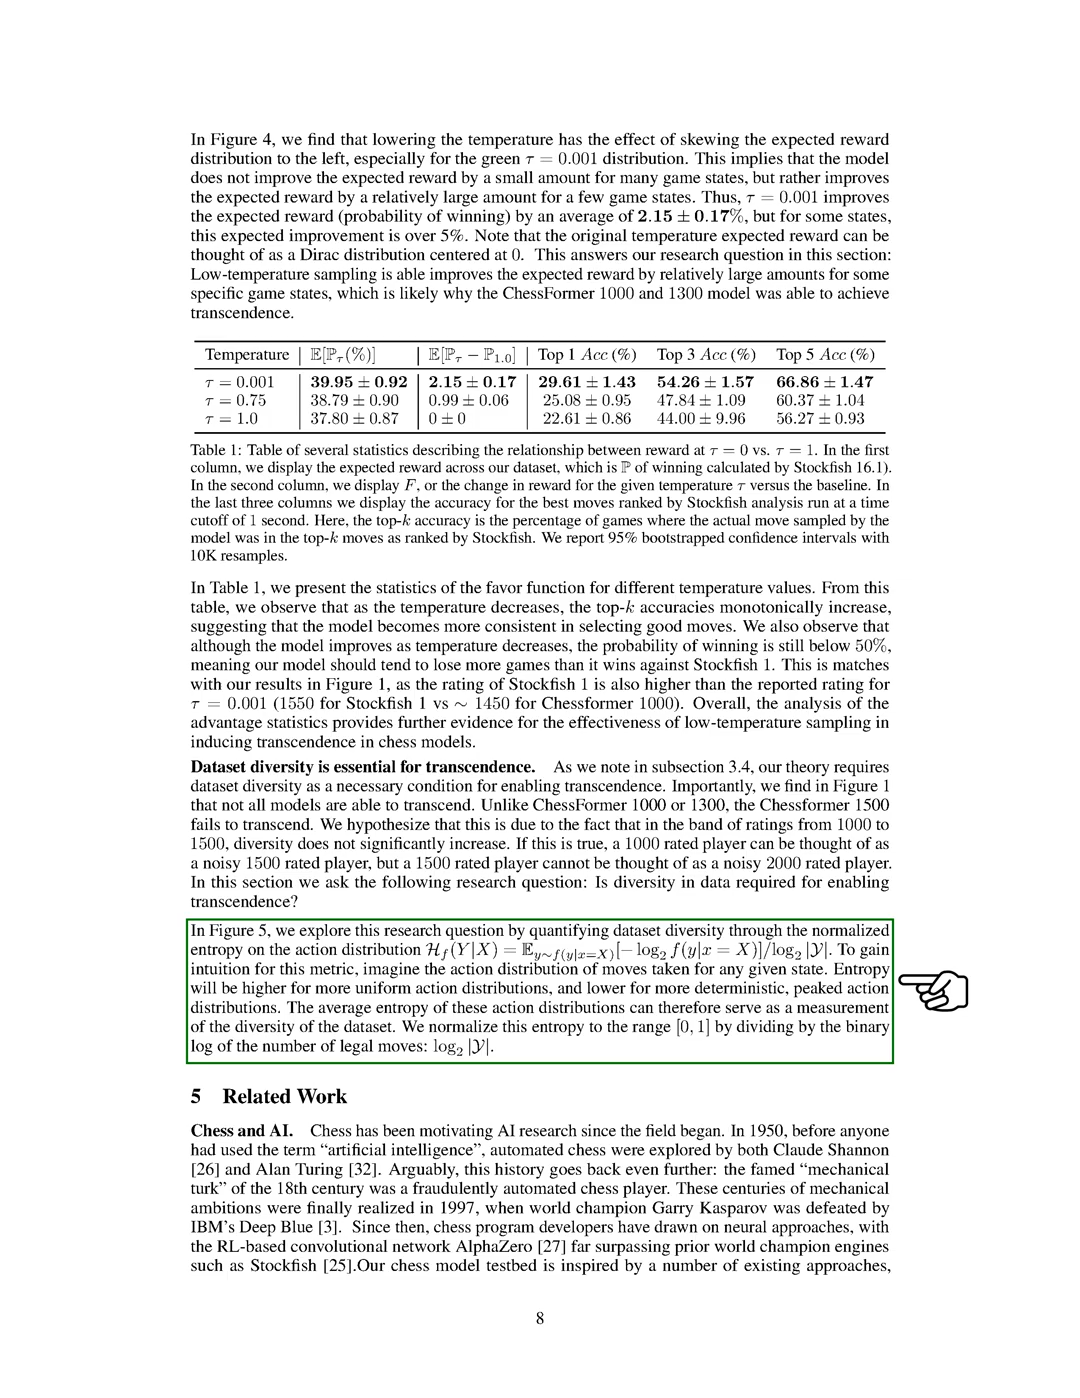 In Figure 4, we find that lowering the temperature has the effect of skewing the expected reward
distribution to the left, especially for the green τ = 0.001 distribution. This implies that the model
does not improve the expected reward by a small amount for many game states, but rather improves
the expected reward by a relatively large amount for a few game states. Thus, τ = 0.001 improves
the expected reward (probability of winning) by an average of 2.15 ± 0.17%, but for some states,
this expected improvement is over 5%. Note that the original temperature expected reward can be
thought of as a Dirac distribution centered at 0. This answers our research question in this section:
Low-temperature sampling is able improves the expected reward by relatively large amounts for some
specific game states, which is likely why the ChessFormer 1000 and 1300 model was able to achieve
transcendence.
Temperature | 𝔼[ℙτ(%)] | 𝔼[ℙτ − ℙ1.0] | Top 1 Acc (%) Top 3 Acc (%) Top 5 Acc (%)
τ = 0.001 | 39.95 ± 0.92 | 2.15 ± 0.17 | 29.61 ± 1.43 54.26 ± 1.57 66.86 ± 1.47
τ = 0.75 | 38.79 ± 0.90 | 0.99 ± 0.06 | 25.08 ± 0.95 47.84 ± 1.09 60.37 ± 1.04
τ = 1.0 | 37.80 ± 0.87 | 0 ± 0 | 22.61 ± 0.86 44.00 ± 9.96 56.27 ± 0.93
Table 1: Table of several statistics describing the relationship between reward at τ = 0 vs. τ = 1. In the first
column, we display the expected reward across our dataset, which is ℙ of winning calculated by Stockfish 16.1).
In the second column, we display F, or the change in reward for the given temperature τ versus the baseline. In
the last three columns we display the accuracy for the best moves ranked by Stockfish analysis run at a time
cutoff of 1 second. Here, the top-k accuracy is the percentage of games where the actual move sampled by the
model was in the top-k moves as ranked by Stockfish. We report 95% bootstrapped confidence intervals with
10K resamples.
In Table 1, we present the statistics of the favor function for different temperature values. From this
table, we observe that as the temperature decreases, the top-k accuracies monotonically increase,
suggesting that the model becomes more consistent in selecting good moves. We also observe that
although the model improves as temperature decreases, the probability of winning is still below 50%,
meaning our model should tend to lose more games than it wins against Stockfish 1. This is matches
with our results in Figure 1, as the rating of Stockfish 1 is also higher than the reported rating for
τ = 0.001 (1550 for Stockfish 1 vs ∼ 1450 for Chessformer 1000). Overall, the analysis of the
advantage statistics provides further evidence for the effectiveness of low-temperature sampling in
inducing transcendence in chess models.
Dataset diversity is essential for transcendence. As we note in subsection 3.4, our theory requires
dataset diversity as a necessary condition for enabling transcendence. Importantly, we find in Figure 1
that not all models are able to transcend. Unlike ChessFormer 1000 or 1300, the Chessformer 1500
fails to transcend. We hypothesize that this is due to the fact that in the band of ratings from 1000 to
1500, diversity does not significantly increase. If this is true, a 1000 rated player can be thought of as
a noisy 1500 rated player, but a 1500 rated player cannot be thought of as a noisy 2000 rated player.
In this section we ask the following research question: Is diversity in data required for enabling
transcendence?
In Figure 5, we explore this research question by quantifying dataset diversity through the normalized
entropy on the action distribution ℋf(Y|X) = 𝔼y∼f(y|x=X)[− log2 f(y|x = X)]/log2 |𝒴|. To gain
intuition for this metric, imagine the action distribution of moves taken for any given state. Entropy
will be higher for more uniform action distributions, and lower for more deterministic, peaked action
distributions. The average entropy of these action distributions can therefore serve as a measurement
of the diversity of the dataset. We normalize this entropy to the range [0, 1] by dividing by the binary
log of the number of legal moves: log2 |𝒴|.
5 Related Work
Chess and AI. Chess has been motivating AI research since the field began. In 1950, before anyone
had used the term “artificial intelligence”, automated chess were explored by both Claude Shannon
[26] and Alan Turing [32]. Arguably, this history goes back even further: the famed “mechanical
turk” of the 18th century was a fraudulently automated chess player. These centuries of mechanical
ambitions were finally realized in 1997, when world champion Garry Kasparov was defeated by
IBM’s Deep Blue [3]. Since then, chess program developers have drawn on neural approaches, with
the RL-based convolutional network AlphaZero [27] far surpassing prior world champion engines
such as Stockfish [25].Our chess model testbed is inspired by a number of existing approaches,
8